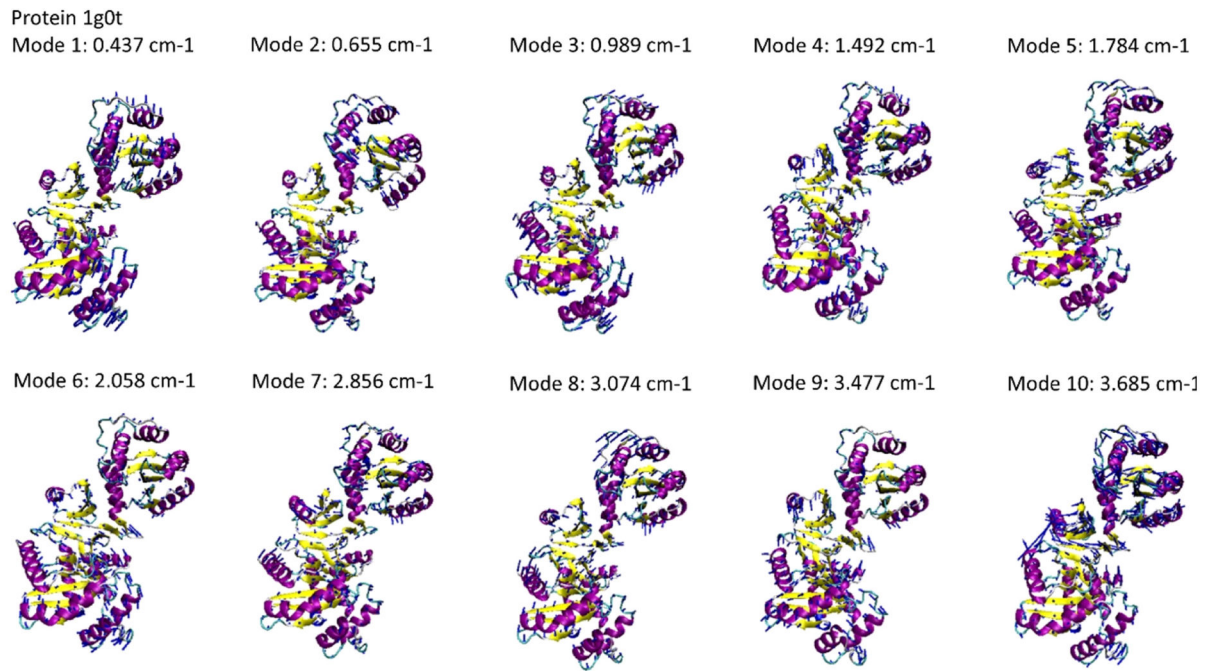 Protein 1g0t
Mode 1: 0.437 cm-1
Mode 2: 0.655 cm-1
Mode 3: 0.989 cm-1
Mode 4: 1.492 cm-1
Mode 5: 1.784 cm-1
Mode 6: 2.058 cm-1
Mode 7: 2.856 cm-1
Mode 8: 3.074 cm-1
Mode 9: 3.477 cm-1
Mode 10: 3.685 cm-1